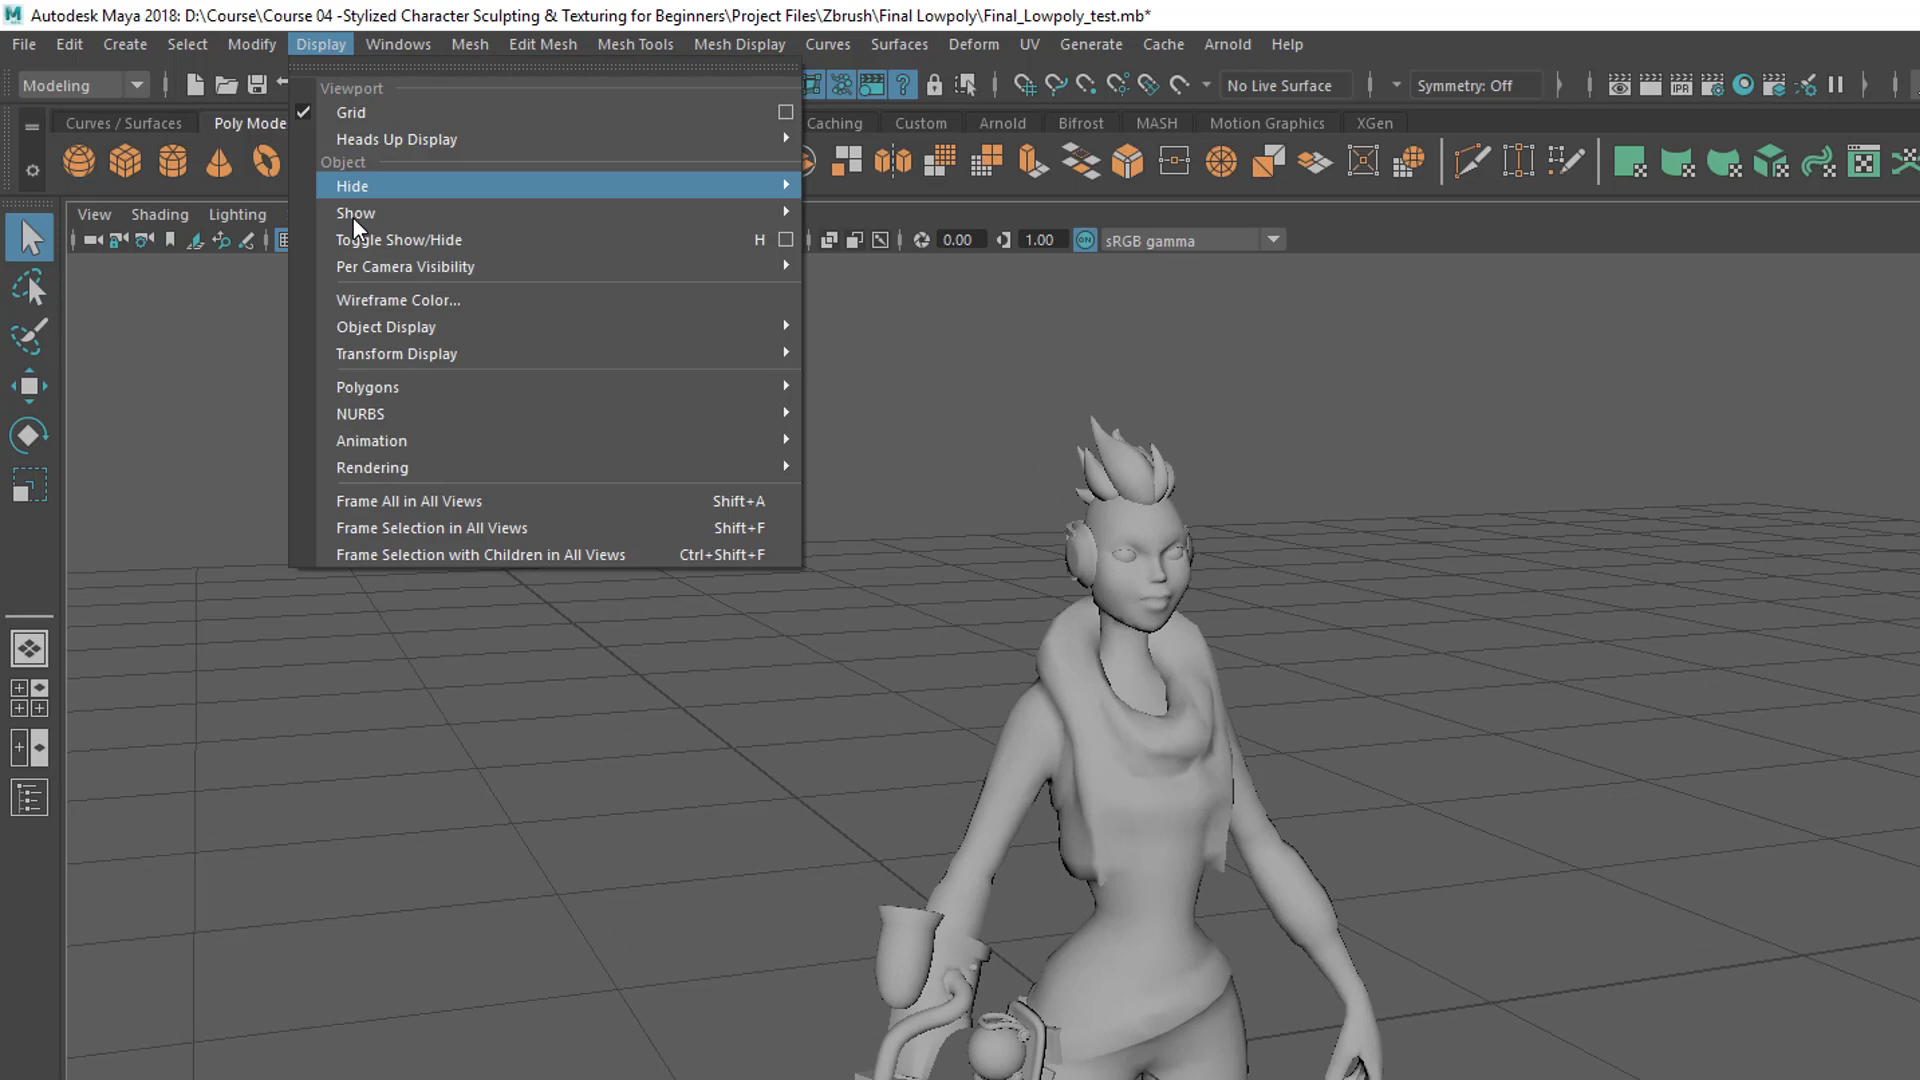 Autodesk Maya 2018: D:\Course\Course 04 -Stylized Character Sculpting & Texturing for Beginners\Project Files\Zbrush\Final Lowpoly\Final_Lowpoly_test.mb*
File Edit Create Select Modify Display Windows Mesh Edit Mesh Mesh Tools Mesh Display Curves Surfaces Deform UV Generate Cache Arnold Help
Modeling No Live Surface Symmetry: Off
IPR
Curves / Surfaces Poly Mode Caching Custom Arnold Bifrost MASH Motion Graphics XGen
View Shading Lighting
0.00 1.00 ON sRGB gamma
Viewport
Grid
Heads Up Display
Object
Hide
Show
Toggle Show/Hide H
Per Camera Visibility
Wireframe Color...
Object Display
Transform Display
Polygons
NURBS
Animation
Rendering
Frame All in All Views Shift+A
Frame Selection in All Views Shift+F
Frame Selection with Children in All Views Ctrl+Shift+F